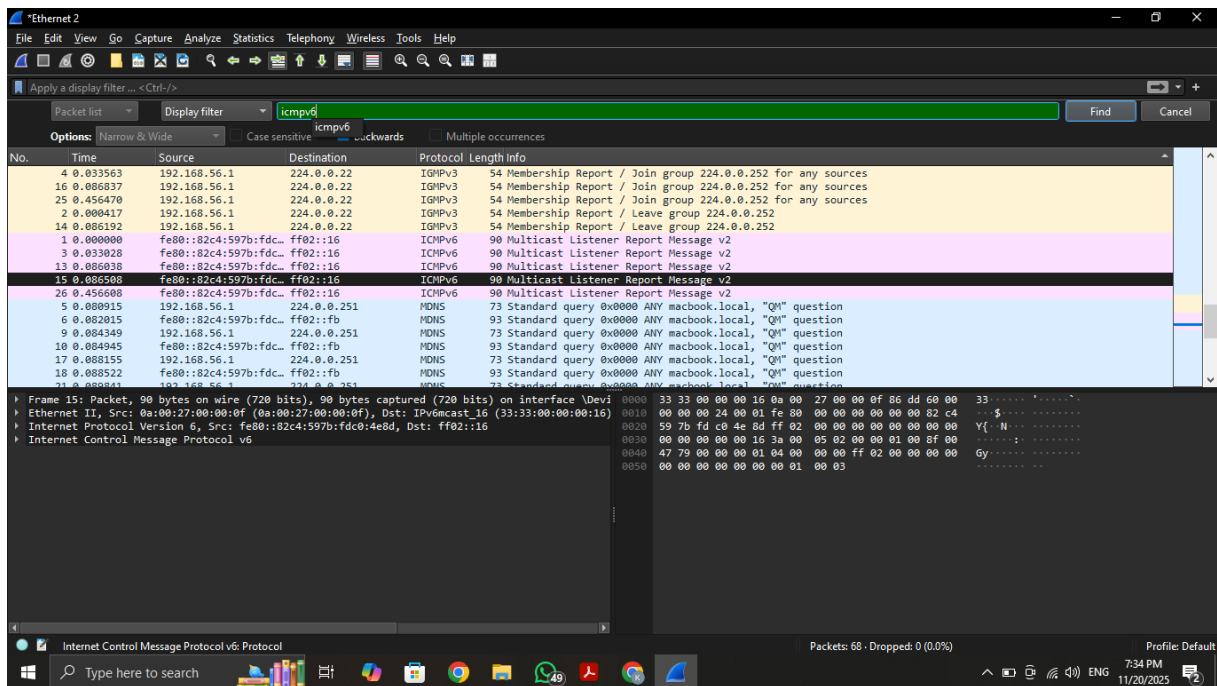 *Ethernet 2
File Edit View Go Capture Analyze Statistics Telephony Wireless Tools Help
Apply a display filter ... <Ctrl-/>
Packet list Display filter icmpv6 Find Cancel
Options: Narrow & Wide Case sensitive icmpv6 Backwards Multiple occurrences
No. Time Source Destination Protocol Length Info
4 0.033563 192.168.56.1 224.0.0.22 IGMPv3 54 Membership Report / Join group 224.0.0.252 for any sources
16 0.086837 192.168.56.1 224.0.0.22 IGMPv3 54 Membership Report / Join group 224.0.0.252 for any sources
25 0.456470 192.168.56.1 224.0.0.22 IGMPv3 54 Membership Report / Join group 224.0.0.252 for any sources
2 0.000417 192.168.56.1 224.0.0.22 IGMPv3 54 Membership Report / Leave group 224.0.0.252
14 0.086192 192.168.56.1 224.0.0.22 IGMPv3 54 Membership Report / Leave group 224.0.0.252
1 0.000000 fe80::82c4:597b:fdc… ff02::16 ICMPv6 90 Multicast Listener Report Message v2
3 0.033028 fe80::82c4:597b:fdc… ff02::16 ICMPv6 90 Multicast Listener Report Message v2
13 0.086038 fe80::82c4:597b:fdc… ff02::16 ICMPv6 90 Multicast Listener Report Message v2
15 0.086508 fe80::82c4:597b:fdc… ff02::16 ICMPv6 90 Multicast Listener Report Message v2
26 0.456608 fe80::82c4:597b:fdc… ff02::16 ICMPv6 90 Multicast Listener Report Message v2
5 0.080915 192.168.56.1 224.0.0.251 MDNS 73 Standard query 0x0000 ANY macbook.local, "QM" question
6 0.082015 fe80::82c4:597b:fdc… ff02::fb MDNS 93 Standard query 0x0000 ANY macbook.local, "QM" question
9 0.084349 192.168.56.1 224.0.0.251 MDNS 73 Standard query 0x0000 ANY macbook.local, "QM" question
10 0.084945 fe80::82c4:597b:fdc… ff02::fb MDNS 93 Standard query 0x0000 ANY macbook.local, "QM" question
17 0.088155 192.168.56.1 224.0.0.251 MDNS 73 Standard query 0x0000 ANY macbook.local, "QM" question
18 0.088522 fe80::82c4:597b:fdc… ff02::fb MDNS 93 Standard query 0x0000 ANY macbook.local, "QM" question
21 0.089841 192.168.56.1 224.0.0.251 MDNS 73 Standard query 0x0000 ANY macbook.local, "QM" question
Frame 15: Packet, 90 bytes on wire (720 bits), 90 bytes captured (720 bits) on interface \Devi
Ethernet II, Src: 0a:00:27:00:00:0f (0a:00:27:00:00:0f), Dst: IPv6mcast_16 (33:33:00:00:00:16)
Internet Protocol Version 6, Src: fe80::82c4:597b:fdc0:4e8d, Dst: ff02::16
Internet Control Message Protocol v6
0000 33 33 00 00 00 16 0a 00 27 00 00 0f 86 dd 60 00 33······ '·····`·
0010 00 00 00 24 00 01 fe 80 00 00 00 00 00 00 82 c4 ···$···· ········
0020 59 7b fd c0 4e 8d ff 02 00 00 00 00 00 00 00 00 Y{··N··· ········
0030 00 00 00 00 00 16 3a 00 05 02 00 00 01 00 8f 00 ······:· ········
0040 47 79 00 00 00 01 04 00 00 00 ff 02 00 00 00 00 Gy······ ········
0050 00 00 00 00 00 00 00 01 00 03 ········ ··
Internet Control Message Protocol v6: Protocol Packets: 68 · Dropped: 0 (0.0%) Profile: Default
Type here to search 49 K ENG 7:34 PM
11/20/2025 2